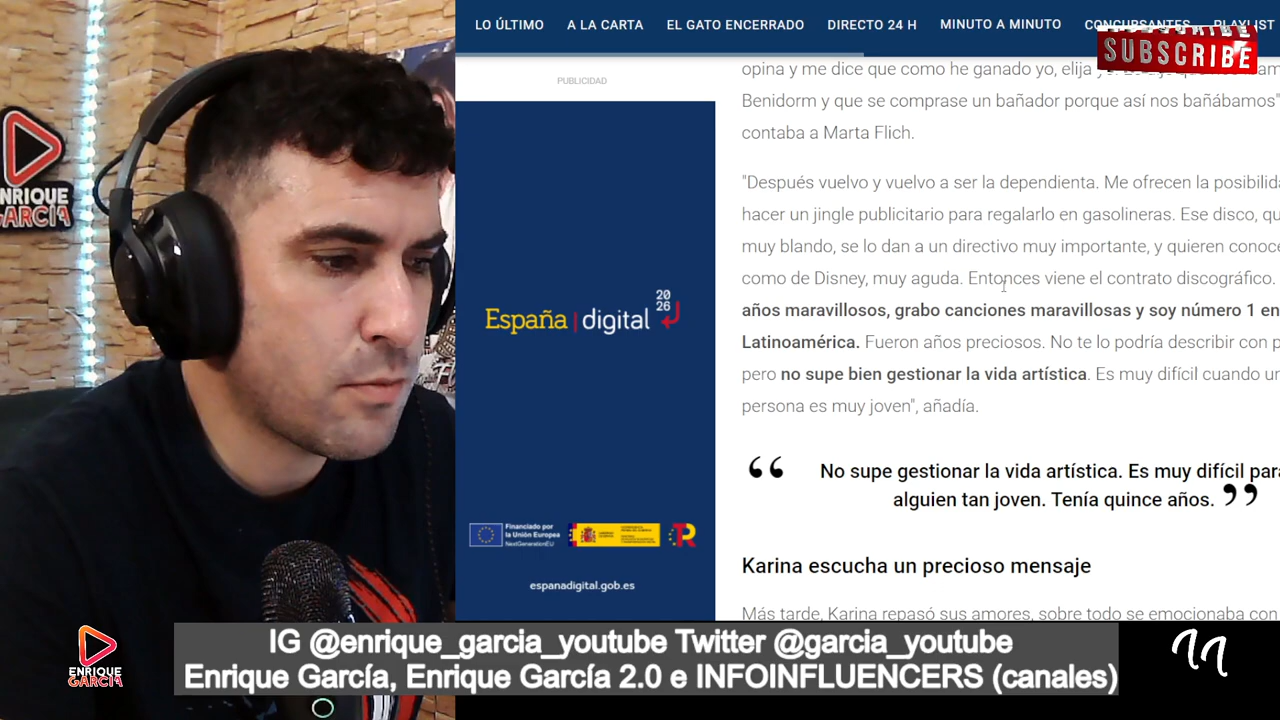 LO ÚLTIMO A LA CARTA EL GATO ENCERRADO DIRECTO 24 H MINUTO A MINUTO CONCURSANTES PLAYLIST
SUBSCRIBE
PUBLICIDAD
opina y me dice que como he ganado yo, elija
Benidorm y que se comprase un bañador porque así nos bañábamos"
contaba a Marta Flich.
"Después vuelvo y vuelvo a ser la dependienta. Me ofrecen la posibilida
hacer un jingle publicitario para regalarlo en gasolineras. Ese disco, qu
muy blando, se lo dan a un directivo muy importante, y quieren conoce
como de Disney, muy aguda. Entonces viene el contrato discográfico.
años maravillosos, grabo canciones maravillosas y soy número 1 en
Latinoamérica. Fueron años preciosos. No te lo podría describir con p
pero no supe bien gestionar la vida artística. Es muy difícil cuando un
persona es muy joven", añadía.
“ No supe gestionar la vida artística. Es muy difícil para
alguien tan joven. Tenía quince años. ”
Karina escucha un precioso mensaje
Más tarde, Karina repasó sus amores, sobre todo se emocionaba con
España | digital 20
26
Financiado por
la Unión Europea
NextGenerationEU
espanadigital.gob.es
ENRIQUE
GARCÍA
IG @enrique_garcia_youtube Twitter @garcia_youtube
Enrique García, Enrique García 2.0 e INFOINFLUENCERS (canales)
ENRIQUE
GARCÍA